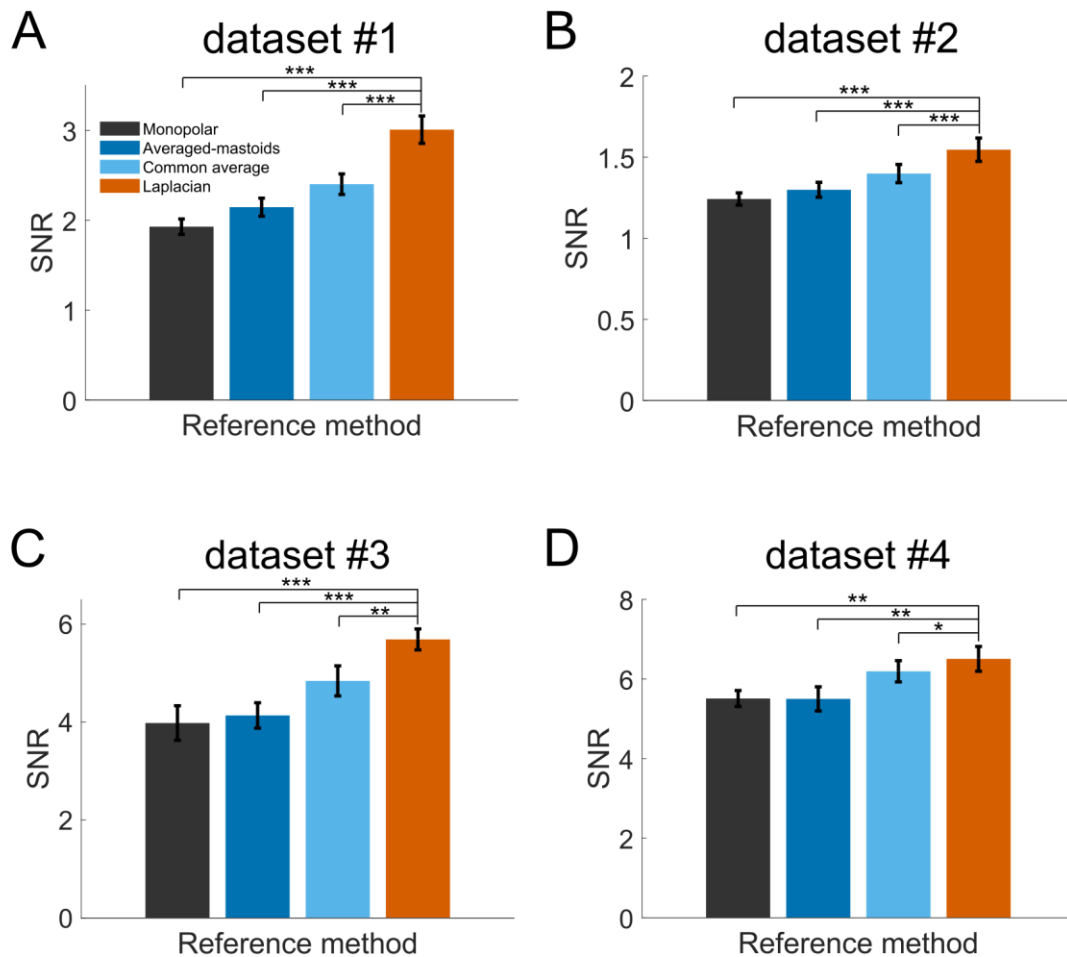 A
dataset #1
***
***
***
3
2
1
0
SNR
Monopolar
Averaged-mastoids
Common average
Laplacian
Reference method
B
dataset #2
***
***
***
2
1.5
1
0.5
0
SNR
Reference method
C
dataset #3
***
***
**
6
4
2
0
SNR
Reference method
D
dataset #4
**
**
*
8
6
4
2
0
SNR
Reference method